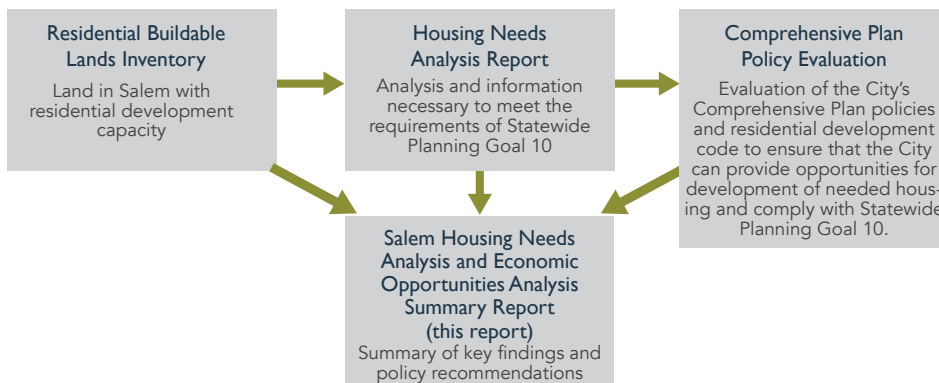 Residential Buildable
Lands Inventory
Land in Salem with
residential development
capacity
Housing Needs
Analysis Report
Analysis and information
necessary to meet the
requirements of Statewide
Planning Goal 10
Comprehensive Plan
Policy Evaluation
Evaluation of the City’s
Comprehensive Plan policies
and residential development
code to ensure that the City
can provide opportunities for
development of needed hous-
ing and comply with Statewide
Planning Goal 10.
Salem Housing Needs
Analysis and Economic
Opportunities Analysis
Summary Report
(this report)
Summary of key findings and
policy recommendations